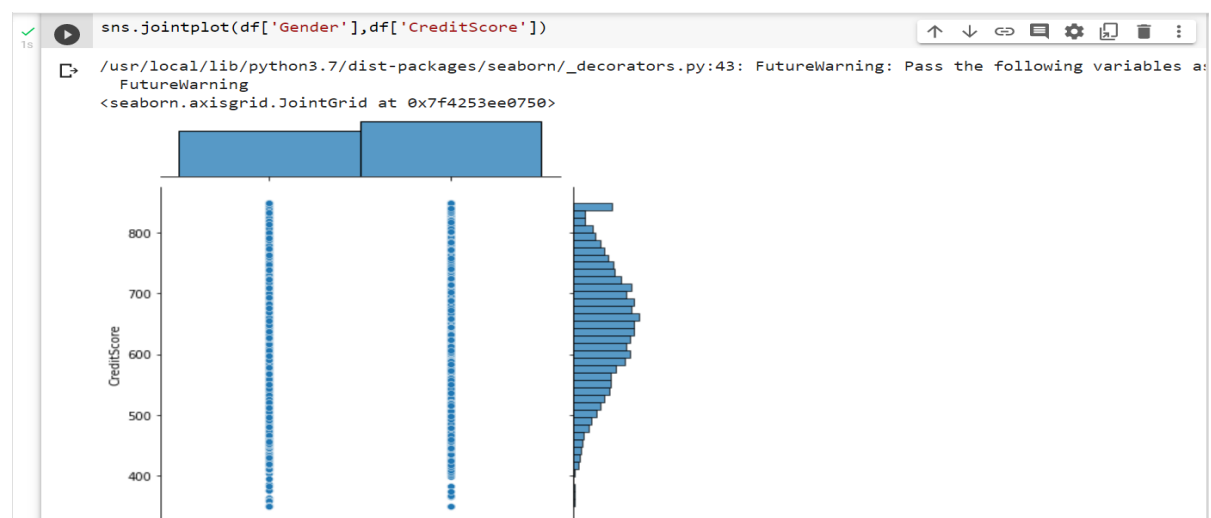 sns.jointplot(df['Gender'],df['CreditScore'])
1s
/usr/local/lib/python3.7/dist-packages/seaborn/_decorators.py:43: FutureWarning: Pass the following variables as
FutureWarning
<seaborn.axisgrid.JointGrid at 0x7f4253ee0750>
800
700
CreditScore
600
500
400